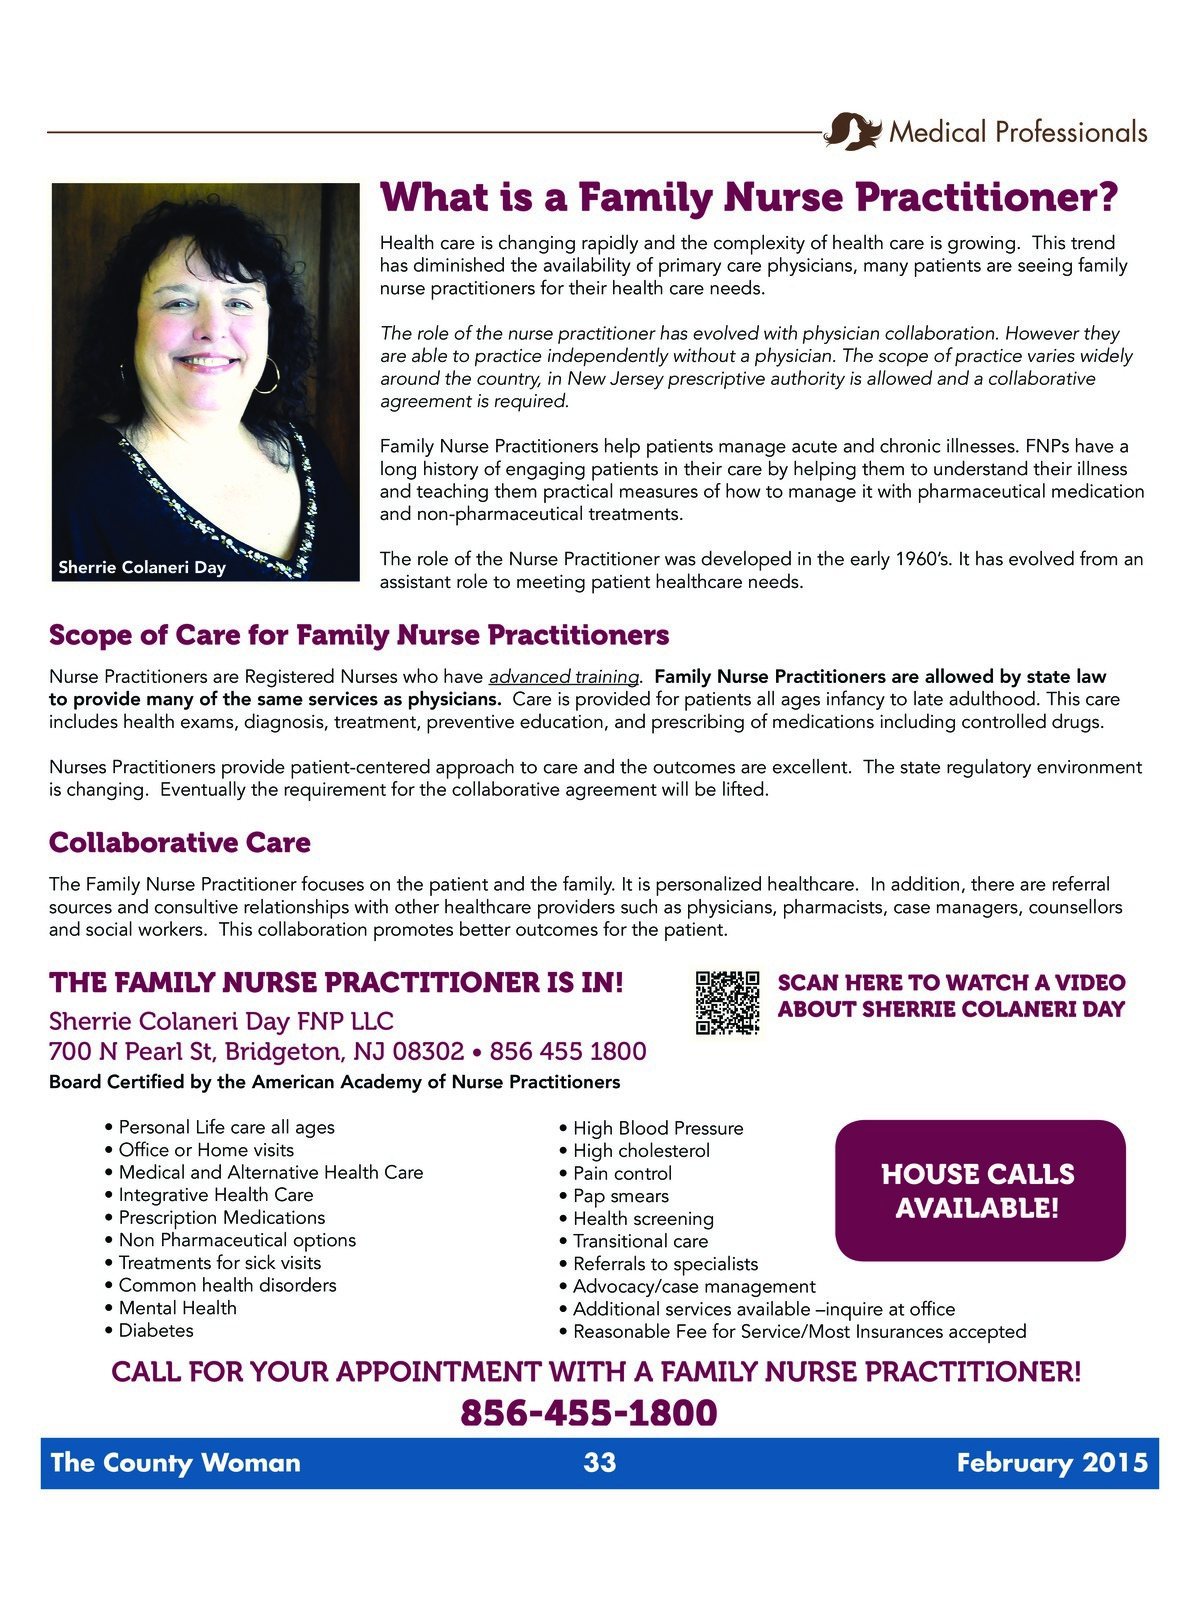 Medical Professionals
What is a Family Nurse Practitioner?
Health care is changing rapidly and the complexity of health care is growing.  This trend
has diminished the availability of primary care physicians, many patients are seeing family
nurse practitioners for their health care needs.
The role of the nurse practitioner has evolved with physician collaboration. However they
are able to practice independently without a physician. The scope of practice varies widely
around the country, in New Jersey prescriptive authority is allowed and a collaborative
agreement is required.
Family Nurse Practitioners help patients manage acute and chronic illnesses. FNPs have a
long history of engaging patients in their care by helping them to understand their illness
and teaching them practical measures of how to manage it with pharmaceutical medication
and non-pharmaceutical treatments.
The role of the Nurse Practitioner was developed in the early 1960’s. It has evolved from an
assistant role to meeting patient healthcare needs.
Sherrie Colaneri Day
Scope of Care for Family Nurse Practitioners
Nurse Practitioners are Registered Nurses who have advanced training.  Family Nurse Practitioners are allowed by state law
to provide many of the same services as physicians.  Care is provided for patients all ages infancy to late adulthood. This care
includes health exams, diagnosis, treatment, preventive education, and prescribing of medications including controlled drugs.
Nurses Practitioners provide patient-centered approach to care and the outcomes are excellent.  The state regulatory environment
is changing.  Eventually the requirement for the collaborative agreement will be lifted.
Collaborative Care
The Family Nurse Practitioner focuses on the patient and the family. It is personalized healthcare.  In addition, there are referral
sources and consultive relationships with other healthcare providers such as physicians, pharmacists, case managers, counsellors
and social workers.  This collaboration promotes better outcomes for the patient.
THE FAMILY NURSE PRACTITIONER IS IN!
Sherrie Colaneri Day FNP LLC
700 N Pearl St, Bridgeton, NJ 08302 • 856 455 1800
Board Certified by the American Academy of Nurse Practitioners
SCAN HERE TO WATCH A VIDEO
ABOUT SHERRIE COLANERI DAY
• Personal Life care all ages
• Office or Home visits
• Medical and Alternative Health Care
• Integrative Health Care
• Prescription Medications
• Non Pharmaceutical options
• Treatments for sick visits
• Common health disorders
• Mental Health
• Diabetes
• High Blood Pressure
• High cholesterol
• Pain control
• Pap smears
• Health screening
• Transitional care
• Referrals to specialists
• Advocacy/case management
• Additional services available –inquire at office
• Reasonable Fee for Service/Most Insurances accepted
HOUSE CALLS
AVAILABLE!
CALL FOR YOUR APPOINTMENT WITH A FAMILY NURSE PRACTITIONER!
856-455-1800
The County Woman 33 February 2015